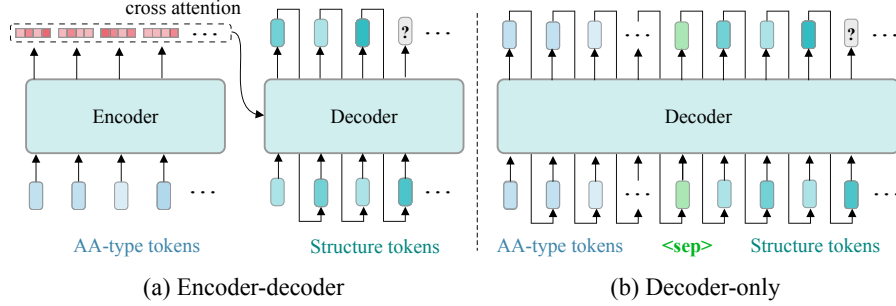 cross attention
? ?
Encoder Decoder Decoder
AA-type tokens Structure tokens AA-type tokens <sep> Structure tokens
(a) Encoder-decoder (b) Decoder-only